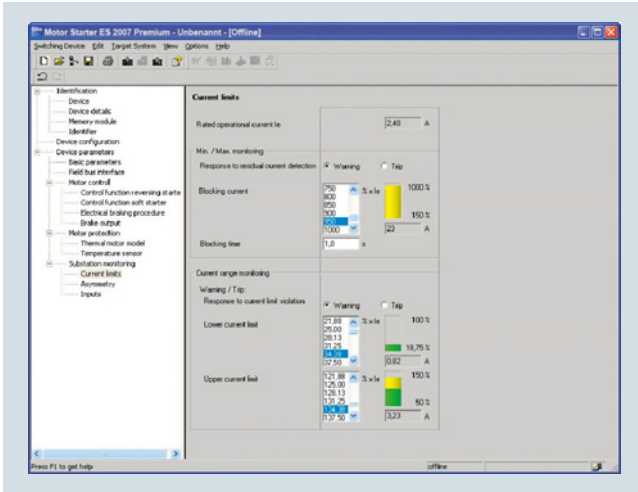 Motor Starter ES 2007 Premium - Unbenannt - [Offline]
Switching Device Edit Target System View Options Help
Identification
Device
Device details
Memory module
Identifier
Device configuration
Device parameters
Basic parameters
Field bus interface
Motor control
Control function reversing starte
Control function soft starter
Electrical braking procedure
Brake output
Motor protection
Thermal motor model
Temperature sensor
Substation monitoring
Current limits
Asymmetry
Inputs
Current limits
Rated operational current Ie 2,40 A
Min. / Max. monitoring
Response to residual current detection Warning Trip
Blocking current 750 % x Ie 1000 %
800
850
900
950 150 %
1000 23 A
Blocking time 1,0 s
Current range monitoring
Warning / Trip:
Response to current limit violation Warning Trip
Lower current limit 21,88 % x Ie 100 %
25,00
28,13
31,25 18,75 %
34,38
37,50 0,82 A
Upper current limit 121,88 % x Ie 150 %
125,00
128,13
131,25 50 %
134,38
137,50 3,23 A
Press F1 to get help
offline